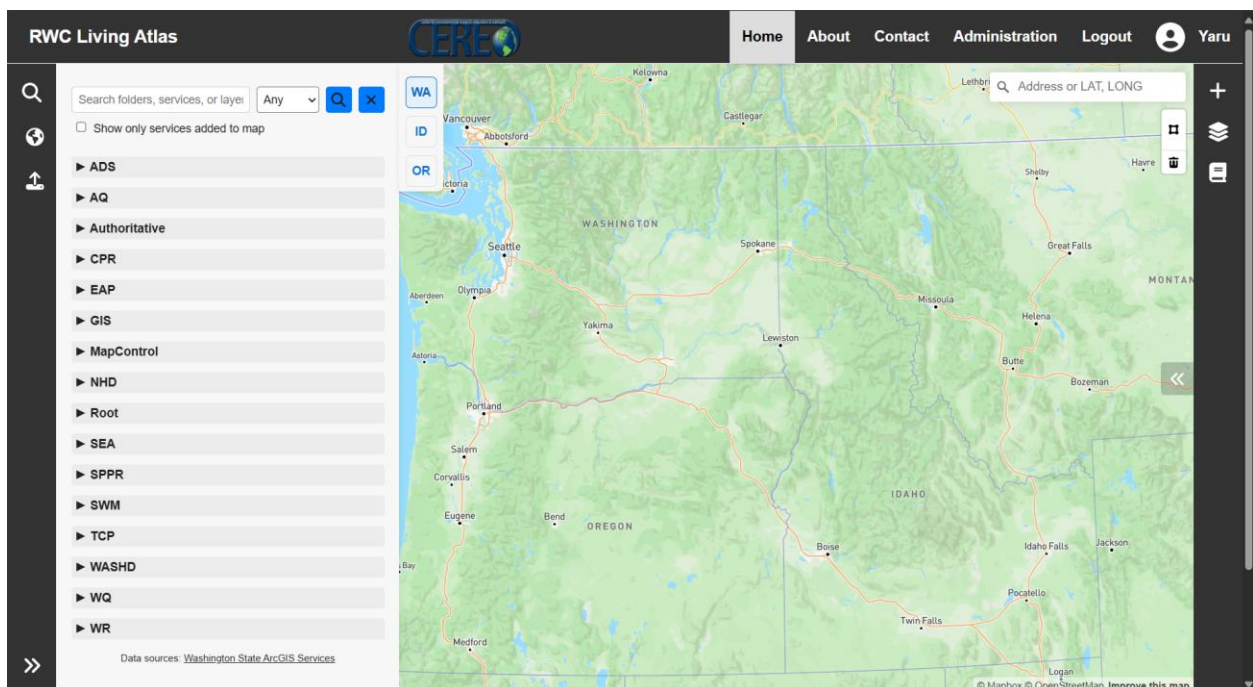 RWC Living Atlas
CEREO
Home
About
Contact
Administration
Logout
Yaru
Search folders, services, or layer
Any
Show only services added to map
ADS
AQ
Authoritative
CPR
EAP
GIS
MapControl
NHD
Root
SEA
SPPR
SWM
TCP
WASHD
WQ
WR
Data sources: Washington State ArcGIS Services
WA
ID
OR
Address or LAT, LONG
Kelowna
Vancouver
Abbotsford
Castlegar
Lethbri
ctoria
Havre
Shelby
WASHINGTON
Seattle
Spokane
Great Falls
Olympia
Aberdeen
MONTAN
Missoula
Helena
Yakima
Lewiston
Astoria
Butte
Bozeman
Portland
Salem
Corvallis
IDAHO
Eugene
Bend
OREGON
Boise
Idaho Falls
Jackson
Bay
Pocatello
Twin Falls
Medford
Logan
© Mapbox © OpenStreetMap Improve this map